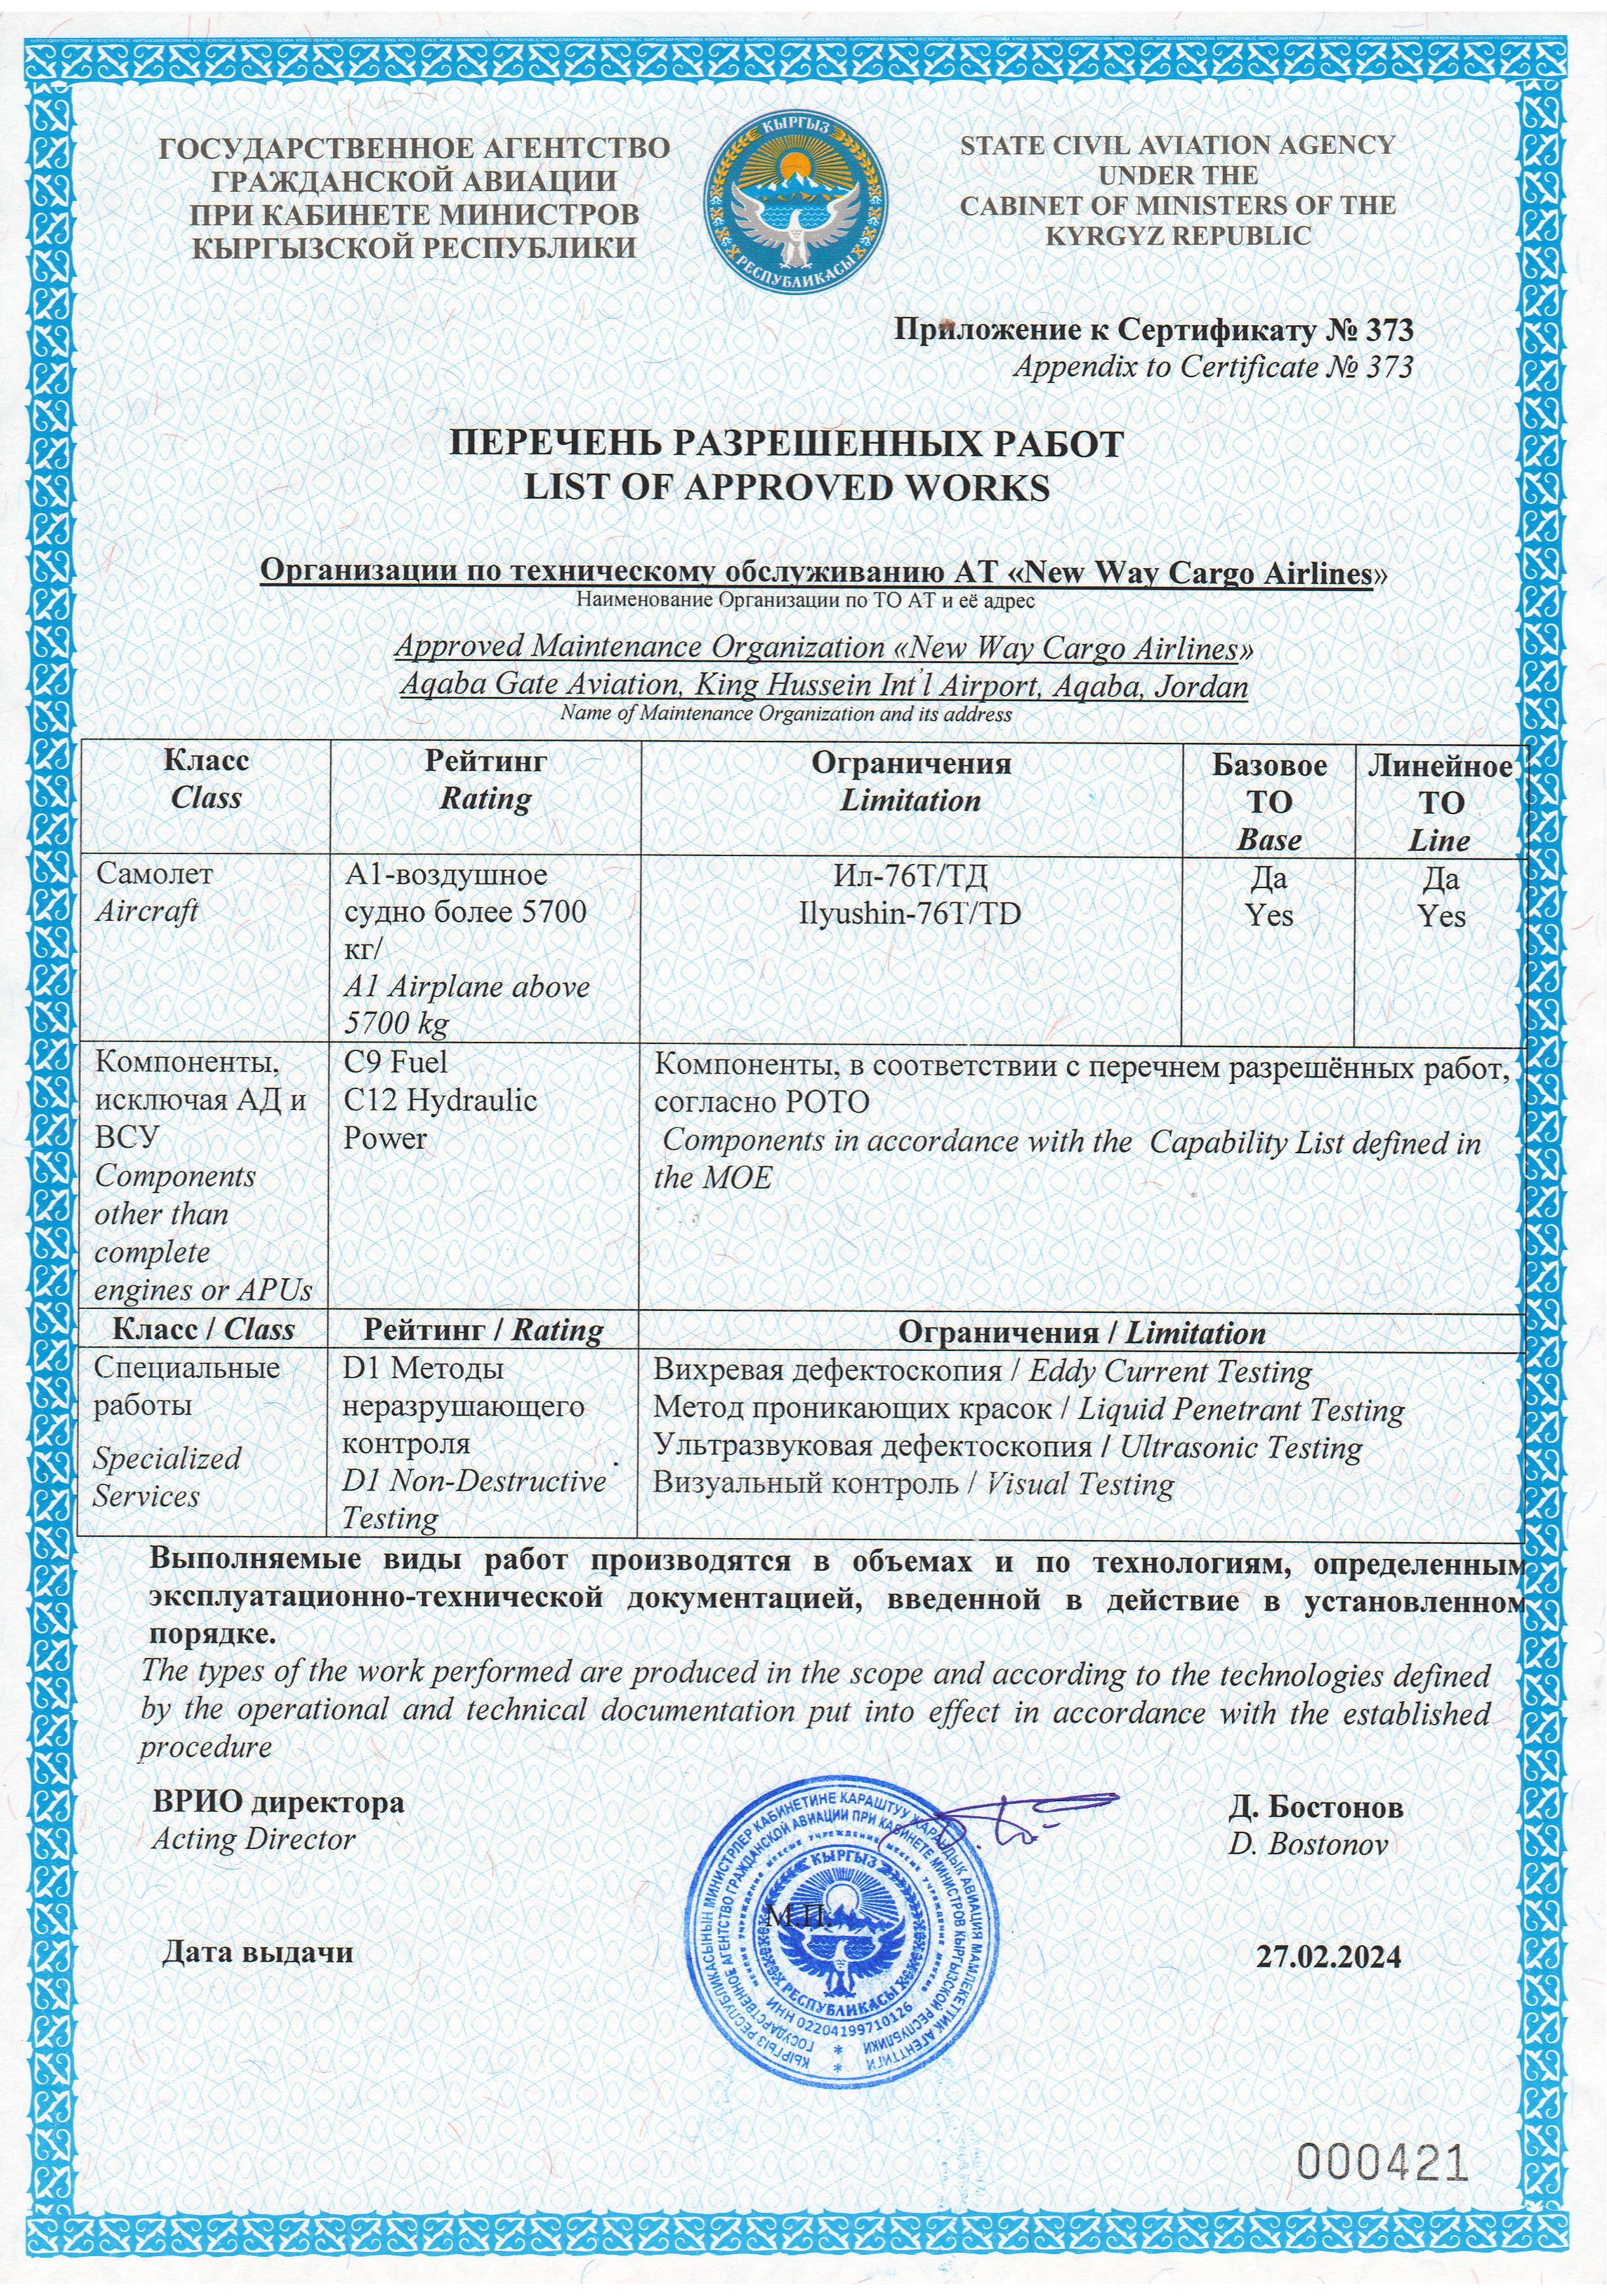 ГОСУДАРСТВЕННОЕ АГЕНТСТВО
ГРАЖДАНСКОЙ АВИАЦИИ
ПРИ КАБИНЕТЕ МИНИСТРОВ
КЫРГЫЗСКОЙ РЕСПУБЛИКИ
КЫРГЫЗ
РЕСПУБЛИКАСЫ
STATE CIVIL AVIATION AGENCY
UNDER THE
CABINET OF MINISTERS OF THE
KYRGYZ REPUBLIC
Приложение к Сертификату № 373
Appendix to Certificate № 373
ПЕРЕЧЕНЬ РАЗРЕШЕННЫХ РАБОТ
LIST OF APPROVED WORKS
Организации по техническому обслуживанию АТ «New Way Cargo Airlines»
Наименование Организации по ТО АТ и её адрес
Approved Maintenance Organization «New Way Cargo Airlines»
Aqaba Gate Aviation, King Hussein Int'l Airport, Aqaba, Jordan
Name of Maintenance Organization and its address
Класс
Class
Рейтинг
Rating
Ограничения
Limitation
Базовое
ТО
Base
Линейное
ТО
Line
Самолет
Aircraft
А1-воздушное
судно более 5700
кг/
A1 Airplane above
5700 kg
Ил-76Т/ТД
Ilyushin-76T/TD
Да
Yes
Да
Yes
Компоненты,
исключая АД и
ВСУ
Components
other than
complete
engines or APUs
C9 Fuel
C12 Hydraulic
Power
Компоненты, в соответствии с перечнем разрешённых работ,
согласно РОТО
Components in accordance with the Capability List defined in
the MOE
Класс / Class
Рейтинг / Rating
Ограничения / Limitation
Специальные
работы
Specialized
Services
D1 Методы
неразрушающего
контроля
D1 Non-Destructive
Testing
Вихревая дефектоскопия / Eddy Current Testing
Метод проникающих красок / Liquid Penetrant Testing
Ультразвуковая дефектоскопия / Ultrasonic Testing
Визуальный контроль / Visual Testing
Выполняемые виды работ производятся в объемах и по технологиям, определенным
эксплуатационно-технической документацией, введенной в действие в установленном
порядке.
The types of the work performed are produced in the scope and according to the technologies defined
by the operational and technical documentation put into effect in accordance with the established
procedure
ВРИО директора
Acting Director
Д. Бостонов
D. Bostonov
КЫРГЫЗ РЕСПУБЛИКАСЫНЫН МИНИСТРЛЕР КАБИНЕТИНЕ КАРАШТУУ ЖАРАНДЫК АВИАЦИЯ МАМЛЕКЕТТИК АГЕНТТИГИ
ГОСУДАРСТВЕННОЕ АГЕНТСТВО ГРАЖДАНСКОЙ АВИАЦИИ ПРИ КАБИНЕТЕ МИНИСТРОВ КЫРГЫЗСКОЙ РЕСПУБЛИКИ
КЫРГЫЗ
РЕСПУБЛИКАСЫ
ИНН 02204199710126
М.П.
Дата выдачи
27.02.2024
000421